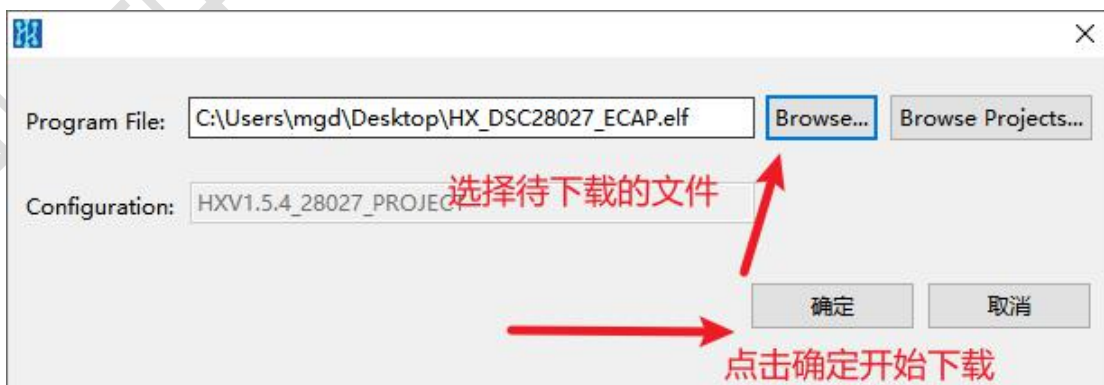 Program File: C:\Users\mgd\Desktop\HX_DSC28027_ECAP.elf Browse... Browse Projects...
选择待下载的文件
Configuration: HXV1.5.4_28027_PROJECT
确定 取消
点击确定开始下载